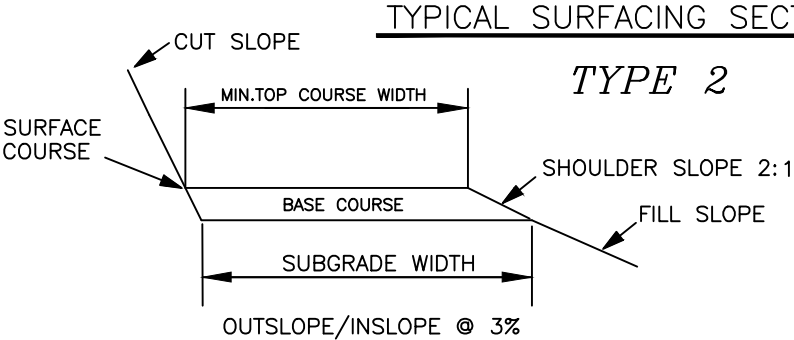 TYPICAL SURFACING
TYPE 2
CUT SLOPE
MIN.TOP COURSE WIDTH
SURFACE
COURSE
SHOULDER SLOPE 2:1
BASE COURSE
FILL SLOPE
SUBGRADE WIDTH
OUTSLOPE/INSLOPE @ 3%